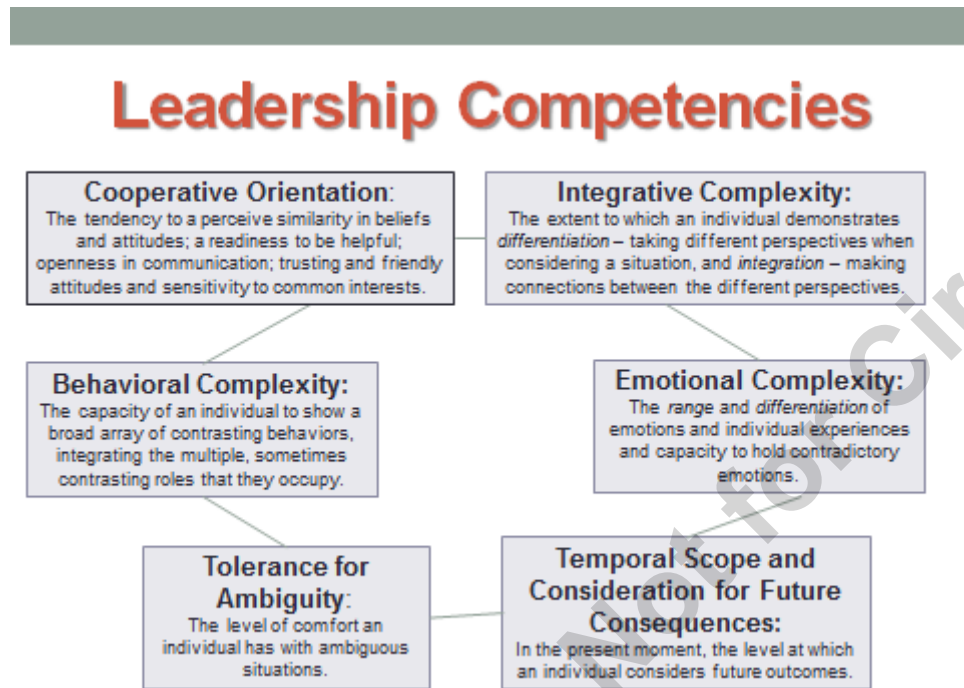 Leadership Competencies
Cooperative Orientation:
The tendency to a perceive similarity in beliefs
and attitudes; a readiness to be helpful;
openness in communication; trusting and friendly
attitudes and sensitivity to common interests.
Integrative Complexity:
The extent to which an individual demonstrates
differentiation – taking different perspectives when
considering a situation, and integration – making
connections between the different perspectives.
Behavioral Complexity:
The capacity of an individual to show a
broad array of contrasting behaviors,
integrating the multiple, sometimes
contrasting roles that they occupy.
Emotional Complexity:
The range and differentiation of
emotions and individual experiences
and capacity to hold contradictory
emotions.
Tolerance for
Ambiguity:
The level of comfort an
individual has with ambiguous
situations.
Temporal Scope and
Consideration for Future
Consequences:
In the present moment, the level at which
an individual considers future outcomes.
Not for